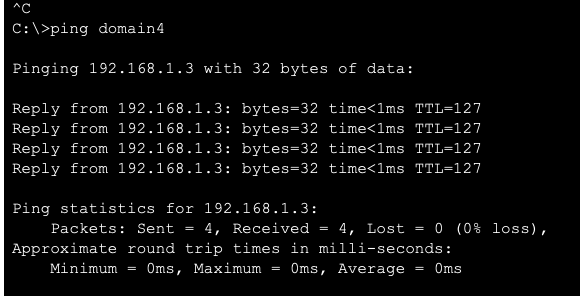 ^C
C:\>ping domain4
Pinging 192.168.1.3 with 32 bytes of data:
Reply from 192.168.1.3: bytes=32 time<1ms TTL=127
Reply from 192.168.1.3: bytes=32 time<1ms TTL=127
Reply from 192.168.1.3: bytes=32 time<1ms TTL=127
Reply from 192.168.1.3: bytes=32 time<1ms TTL=127
Ping statistics for 192.168.1.3:
    Packets: Sent = 4, Received = 4, Lost = 0 (0% loss),
Approximate round trip times in milli-seconds:
    Minimum = 0ms, Maximum = 0ms, Average = 0ms